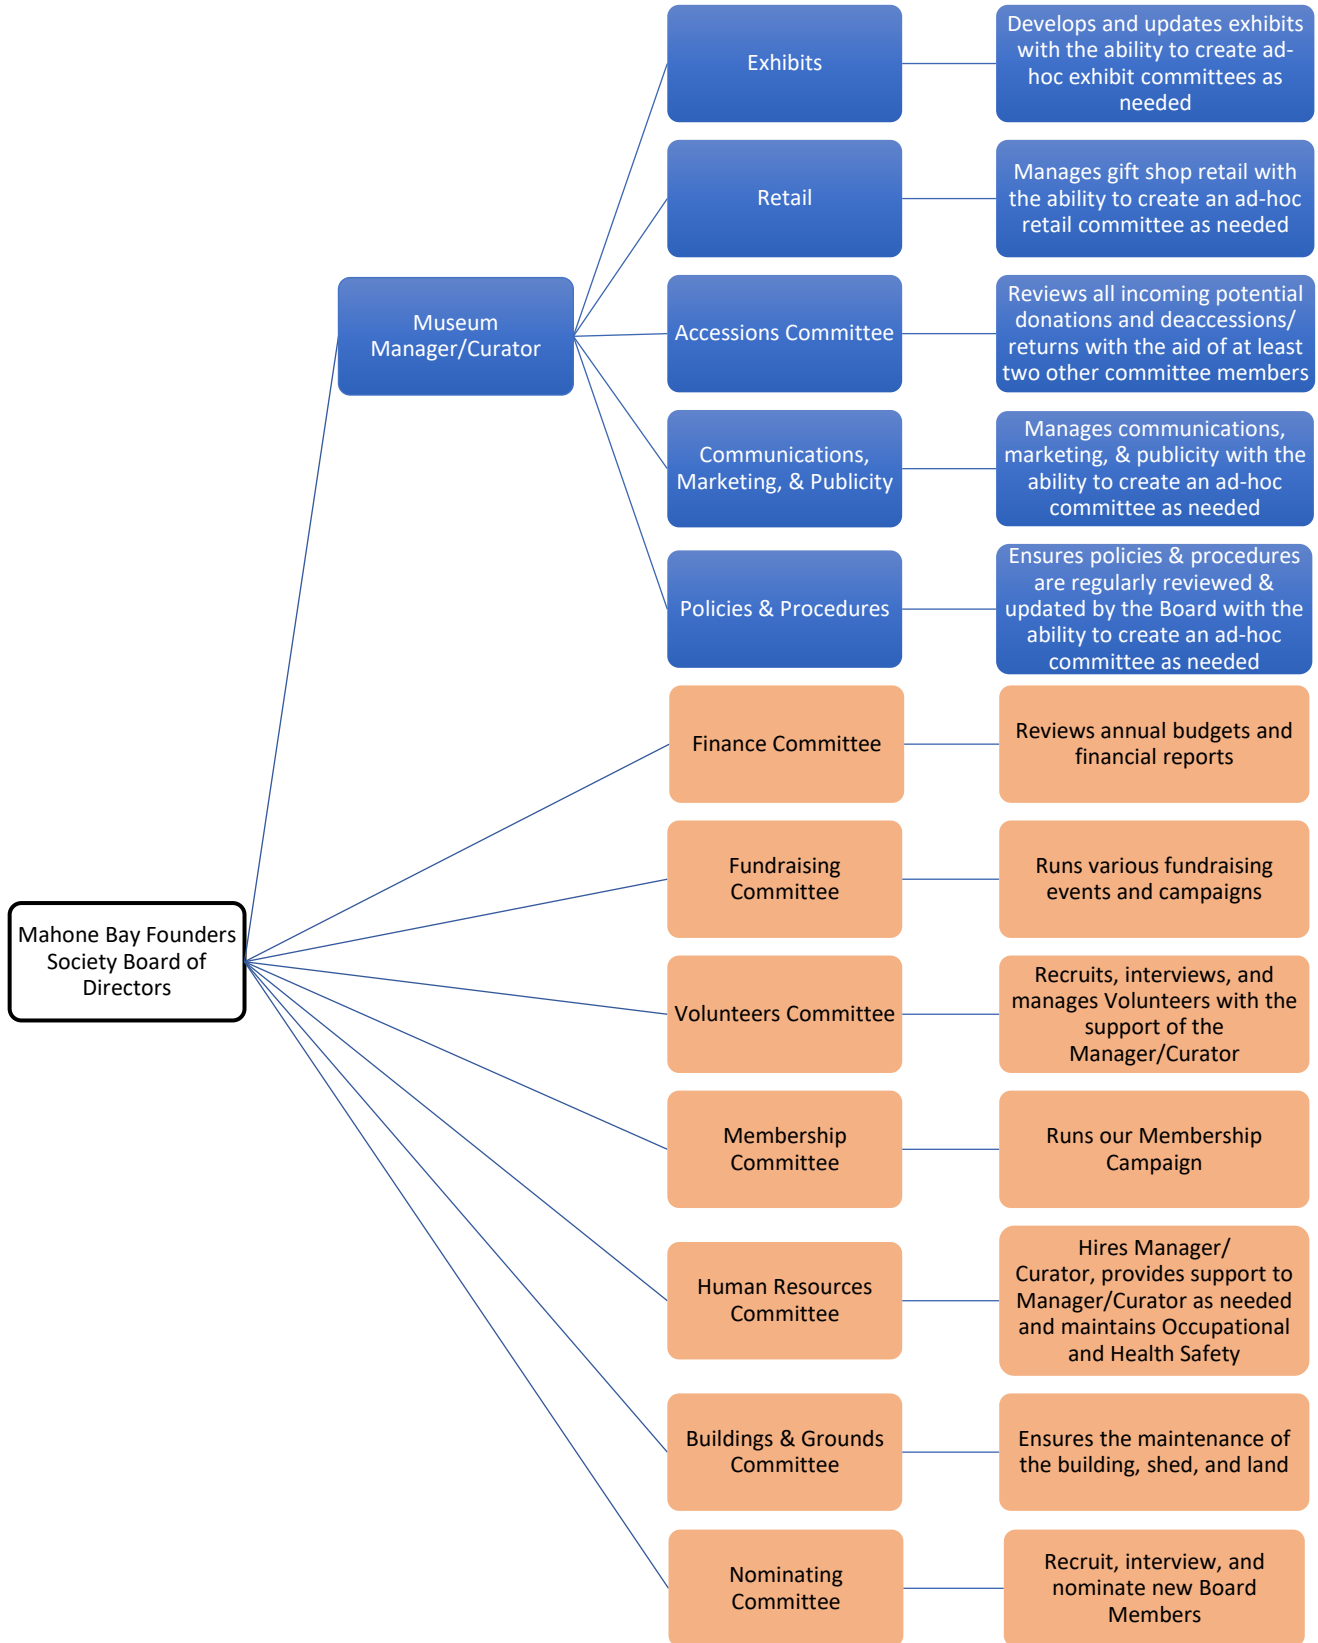 Exhibits
Develops and updates exhibits
with the ability to create ad-
hoc exhibit committees as
needed
Retail
Manages gift shop retail with
the ability to create an ad-hoc
retail committee as needed
Museum
Manager/Curator
Accessions Committee
Reviews all incoming potential
donations and deaccessions/
returns with the aid of at least
two other committee members
Communications,
Marketing, & Publicity
Manages communications,
marketing, & publicity with the
ability to create an ad-hoc
committee as needed
Policies & Procedures
Ensures policies & procedures
are regularly reviewed &
updated by the Board with the
ability to create an ad-hoc
committee as needed
Finance Committee
Reviews annual budgets and
financial reports
Fundraising
Committee
Runs various fundraising
events and campaigns
Mahone Bay Founders
Society Board of
Directors
Volunteers Committee
Recruits, interviews, and
manages Volunteers with the
support of the
Manager/Curator
Membership
Committee
Runs our Membership
Campaign
Human Resources
Committee
Hires Manager/
Curator, provides support to
Manager/Curator as needed
and maintains Occupational
and Health Safety
Buildings & Grounds
Committee
Ensures the maintenance of
the building, shed, and land
Nominating
Committee
Recruit, interview, and
nominate new Board
Members